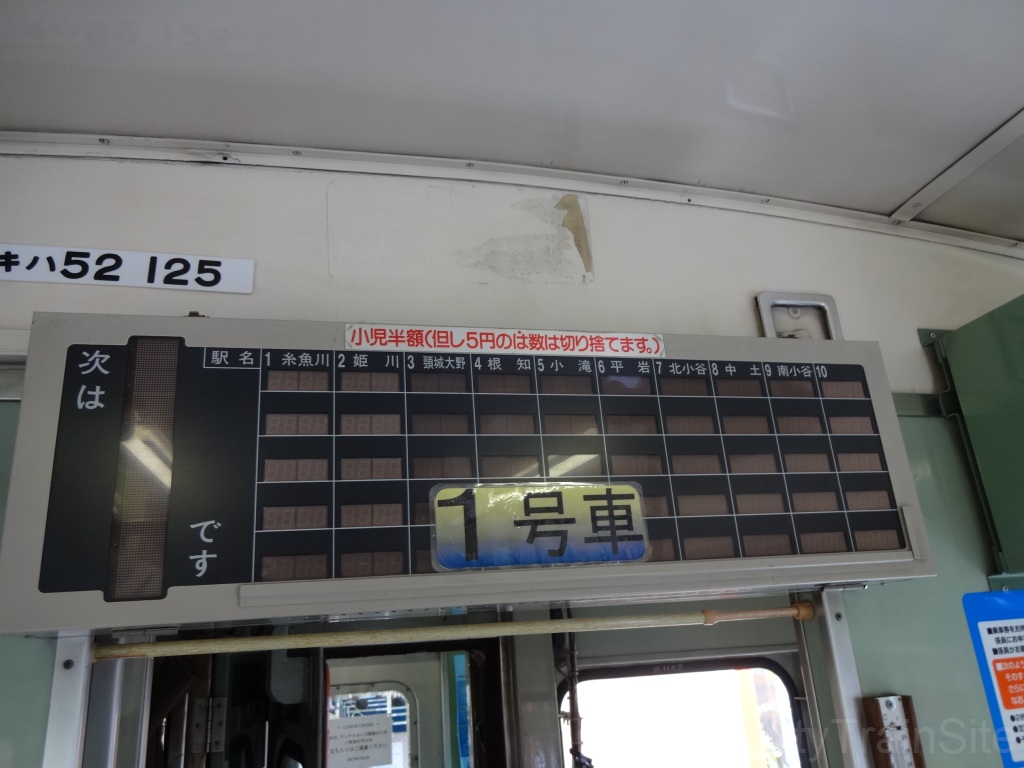 キハ52 125
小児半額(但し5円のは数は切り捨てます。)
次は
です
駅名 1 糸魚川 2 姫川 3 頸城大野 4 根知 5 小滝 6 平岩 7 北小谷 8 中土 9 南小谷 10
1号車